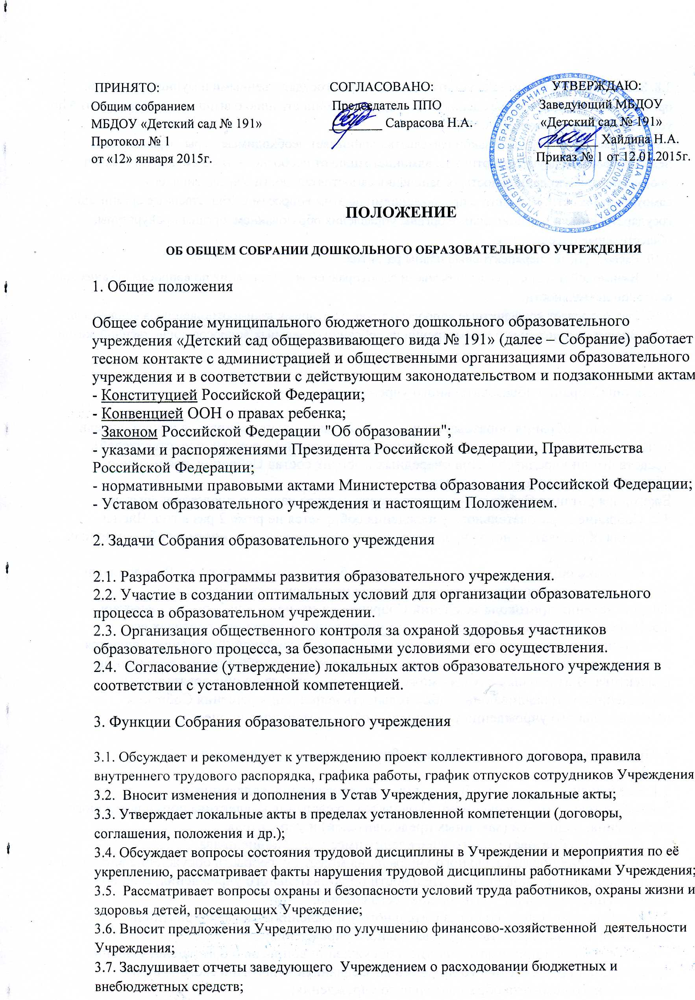 ПРИНЯТО:
Общим собранием
МБДОУ «Детский сад № 191»
Протокол № 1
от «12» января 2015г.
СОГЛАСОВАНО:
Председатель ППО
Саврасова Н.А.
УТВЕРЖДАЮ:
Заведующий МБДОУ
«Детский сад № 191»
Хайдина Н.А.
Приказ № 1 от 12.01.2015г.
УПРАВЛЕНИЕ ОБРАЗОВАНИЯ АДМИНИСТРАЦИИ ГОРОДА ИВАНОВА
ПОЛОЖЕНИЕ
ОБ ОБЩЕМ СОБРАНИИ ДОШКОЛЬНОГО ОБРАЗОВАТЕЛЬНОГО УЧРЕЖДЕНИЯ
1. Общие положения
Общее собрание муниципального бюджетного дошкольного образовательного
учреждения «Детский сад общеразвивающего вида № 191» (далее – Собрание) работает
тесном контакте с администрацией и общественными организациями образовательного
учреждения и в соответствии с действующим законодательством и подзаконными актам
- Конституцией Российской Федерации;
- Конвенцией ООН о правах ребенка;
- Законом Российской Федерации "Об образовании";
- указами и распоряжениями Президента Российской Федерации, Правительства
Российской Федерации;
- нормативными правовыми актами Министерства образования Российской Федерации;
- Уставом образовательного учреждения и настоящим Положением.
2. Задачи Собрания образовательного учреждения
2.1. Разработка программы развития образовательного учреждения.
2.2. Участие в создании оптимальных условий для организации образовательного
процесса в образовательном учреждении.
2.3. Организация общественного контроля за охраной здоровья участников
образовательного процесса, за безопасными условиями его осуществления.
2.4. Согласование (утверждение) локальных актов образовательного учреждения в
соответствии с установленной компетенцией.
3. Функции Собрания образовательного учреждения
3.1. Обсуждает и рекомендует к утверждению проект коллективного договора, правила
внутреннего трудового распорядка, графика работы, график отпусков сотрудников Учреждения
3.2. Вносит изменения и дополнения в Устав Учреждения, другие локальные акты;
3.3. Утверждает локальные акты в пределах установленной компетенции (договоры,
соглашения, положения и др.);
3.4. Обсуждает вопросы состояния трудовой дисциплины в Учреждении и мероприятия по её
укреплению, рассматривает факты нарушения трудовой дисциплины работниками Учреждения;
3.5. Рассматривает вопросы охраны и безопасности условий труда работников, охраны жизни и
здоровья детей, посещающих Учреждение;
3.6. Вносит предложения Учредителю по улучшению финансово-хозяйственной деятельности
Учреждения;
3.7. Заслушивает отчеты заведующего Учреждением о расходовании бюджетных и
внебюджетных средств;